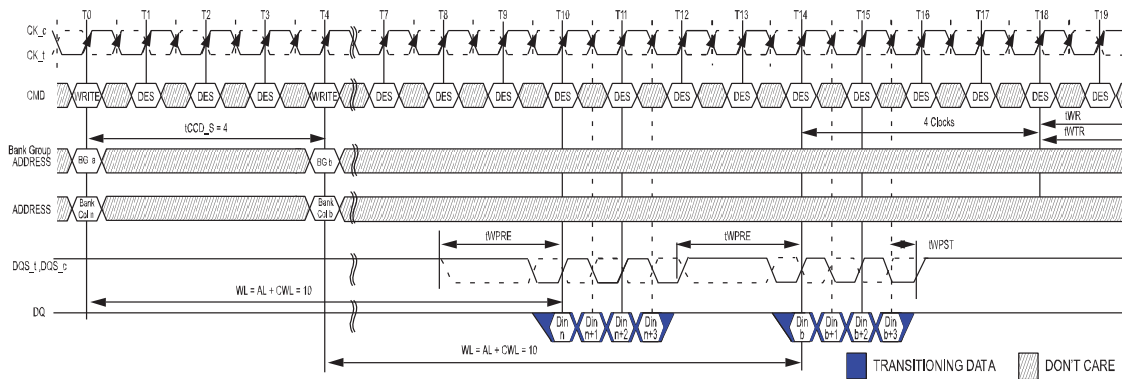 T0 T1 T2 T3 T4 T7 T8 T9 T10 T11 T12 T13 T14 T15 T16 T17 T18 T19
CK_c
CK_t
CMD WRITE DES DES DES WRITE DES DES DES DES DES DES DES DES DES DES DES DES DES
tCCD_S = 4
4 Clocks
tWR
tWTR
Bank Group
ADDRESS
BG a
BG b
ADDRESS
Bank
Col n
Bank
Col b
tWPRE
tWPRE
tWPST
DQS_t ,DQS_c
WL = AL + CWL = 10
DQ
Din
n
Din
n+1
Din
n+2
Din
n+3
Din
b
Din
b+1
Din
b+2
Din
b+3
WL = AL + CWL = 10
TRANSITIONING DATA
DON'T CARE